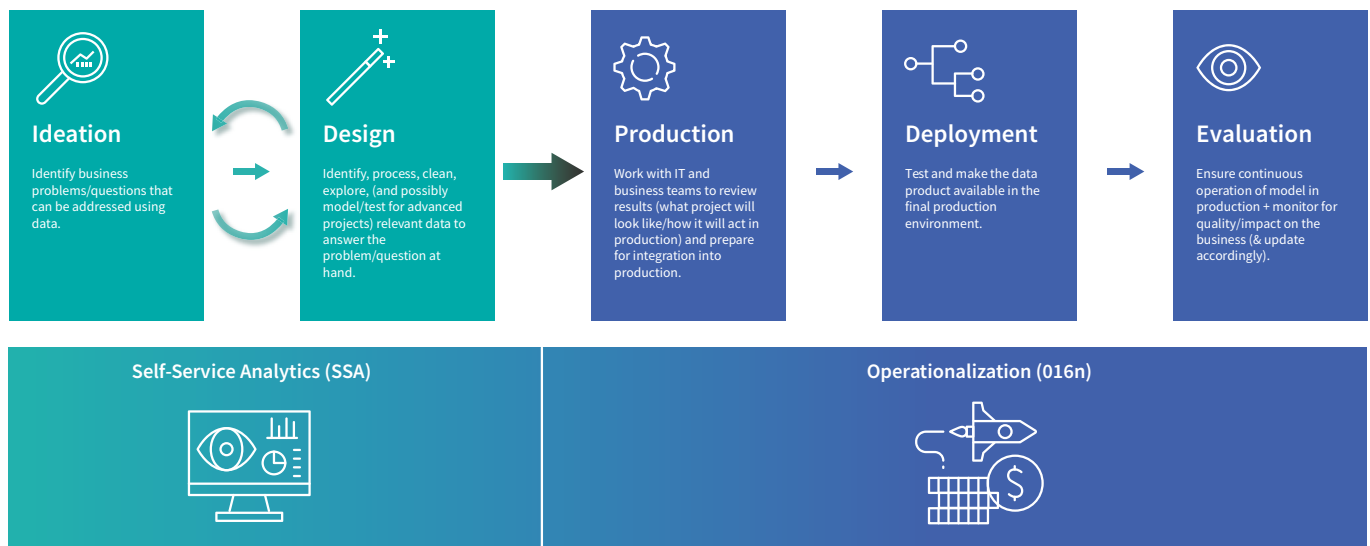 Ideation
Identify business
problems/questions that
can be addressed using
data.
Design
Identify, process, clean,
explore, (and possibly
model/test for advanced
projects) relevant data to
answer the
problem/question at
hand.
Production
Work with IT and
business teams to review
results (what project will
look like/how it will act in
production) and prepare
for integration into
production.
Deployment
Test and make the data
product available in the
final production
environment.
Evaluation
Ensure continuous
operation of model in
production + monitor for
quality/impact on the
business (& update
accordingly).
Self-Service Analytics (SSA)
Operationalization (016n)
$